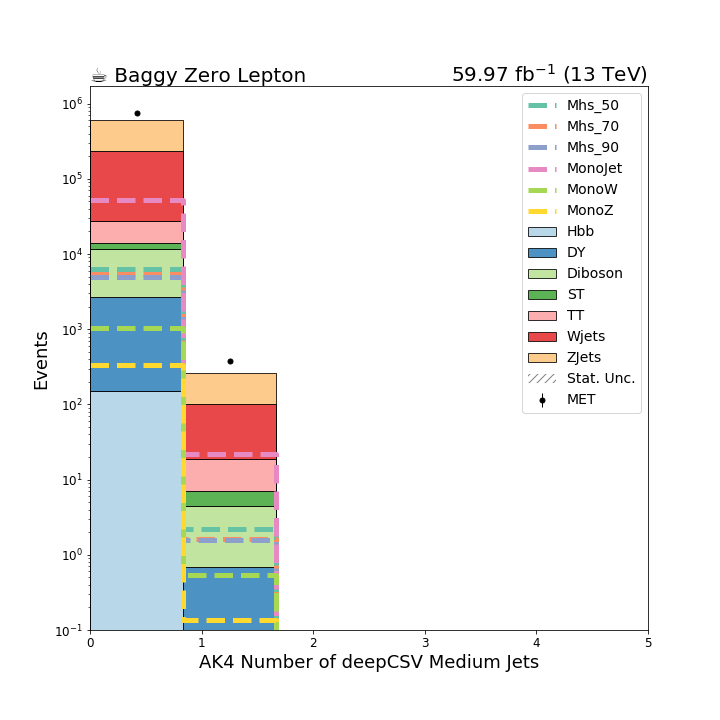 ☕ Baggy Zero Lepton
59.97 fb⁻¹ (13 TeV)
Events
10⁶
10⁵
10⁴
10³
10²
10¹
10⁰
10⁻¹
Mhs_50
Mhs_70
Mhs_90
MonoJet
MonoW
MonoZ
Hbb
DY
Diboson
ST
TT
Wjets
ZJets
Stat. Unc.
MET
0 1 2 3 4 5
AK4 Number of deepCSV Medium Jets